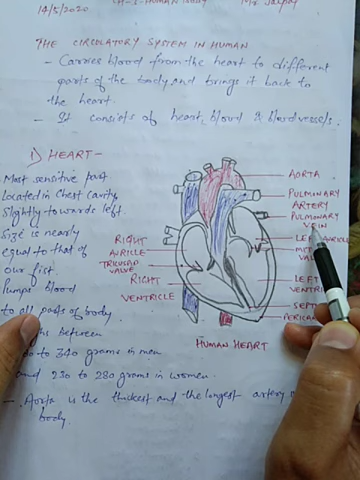 14/5/2020
THE CIRCULATORY SYSTEM IN HUMAN
- Carries blood from the heart to different
parts of the body and brings it back to
the heart.
- It consists of heart, blood & blood vessels.
1) HEART -
Most sensitive part
Located in Chest Cavity
Slightly towards left.
Size is nearly
equal to that of
our fist.
Pumps blood
to all parts of body.
between
to 340 grams in men
and 230 to 280 grams in women.
- Aorta is the thickest and the longest artery
body.
AORTA
PULMONARY
ARTERY
PULMONARY
VEIN
LEFT
LEFT
RIGHT
AURICLE
TRICUSPID
VALVE
RIGHT
VENTRICLE
HUMAN HEART